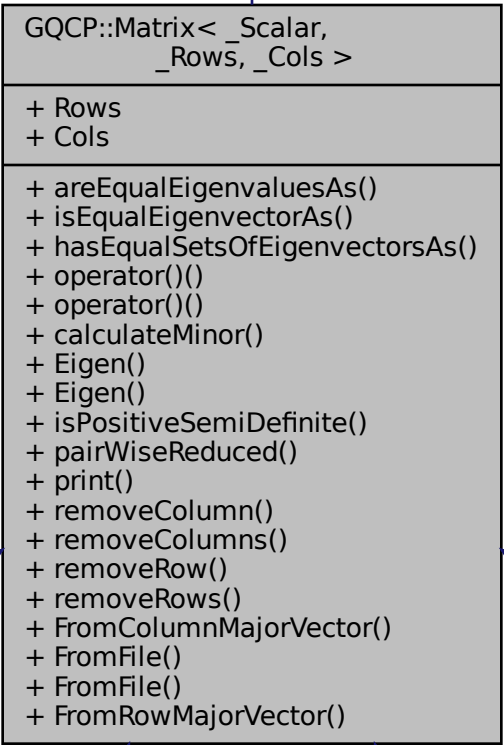 GQCP::Matrix< _Scalar,
_Rows, _Cols >
+ Rows
+ Cols
+ areEqualEigenvaluesAs()
+ isEqualEigenvectorAs()
+ hasEqualSetsOfEigenvectorsAs()
+ operator()()
+ operator()()
+ calculateMinor()
+ Eigen()
+ Eigen()
+ isPositiveSemiDefinite()
+ pairWiseReduced()
+ print()
+ removeColumn()
+ removeColumns()
+ removeRow()
+ removeRows()
+ FromColumnMajorVector()
+ FromFile()
+ FromFile()
+ FromRowMajorVector()